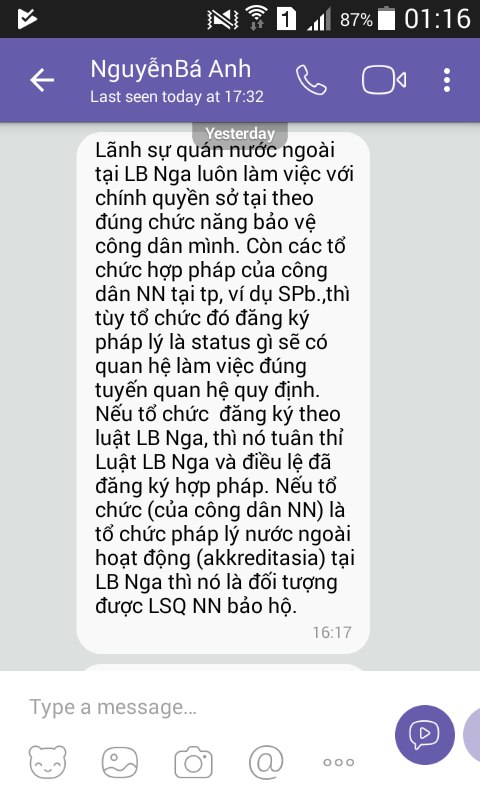 1
87%
01:16
NguyễnBá Anh
Last seen today at 17:32
Yesterday
Lãnh sự quán nước ngoài
tại LB Nga luôn làm việc với
chính quyền sở tại theo
đúng chức năng bảo vệ
công dân mình. Còn các tổ
chức hợp pháp của công
dân NN tại tp, ví dụ SPb.,thì
tùy tổ chức đó đăng ký
pháp lý là status gì sẽ có
quan hệ làm việc đúng
tuyến quan hệ quy định.
Nếu tổ chức  đăng ký theo
luật LB Nga, thì nó tuân thỉ
Luật LB Nga và điều lệ đã
đăng ký hợp pháp. Nếu tổ
chức (của công dân NN) là
tổ chức pháp lý nước ngoài
hoạt động (akkreditasia) tại
LB Nga thì nó là đối tượng
được LSQ NN bảo hộ.
16:17
Type a message...